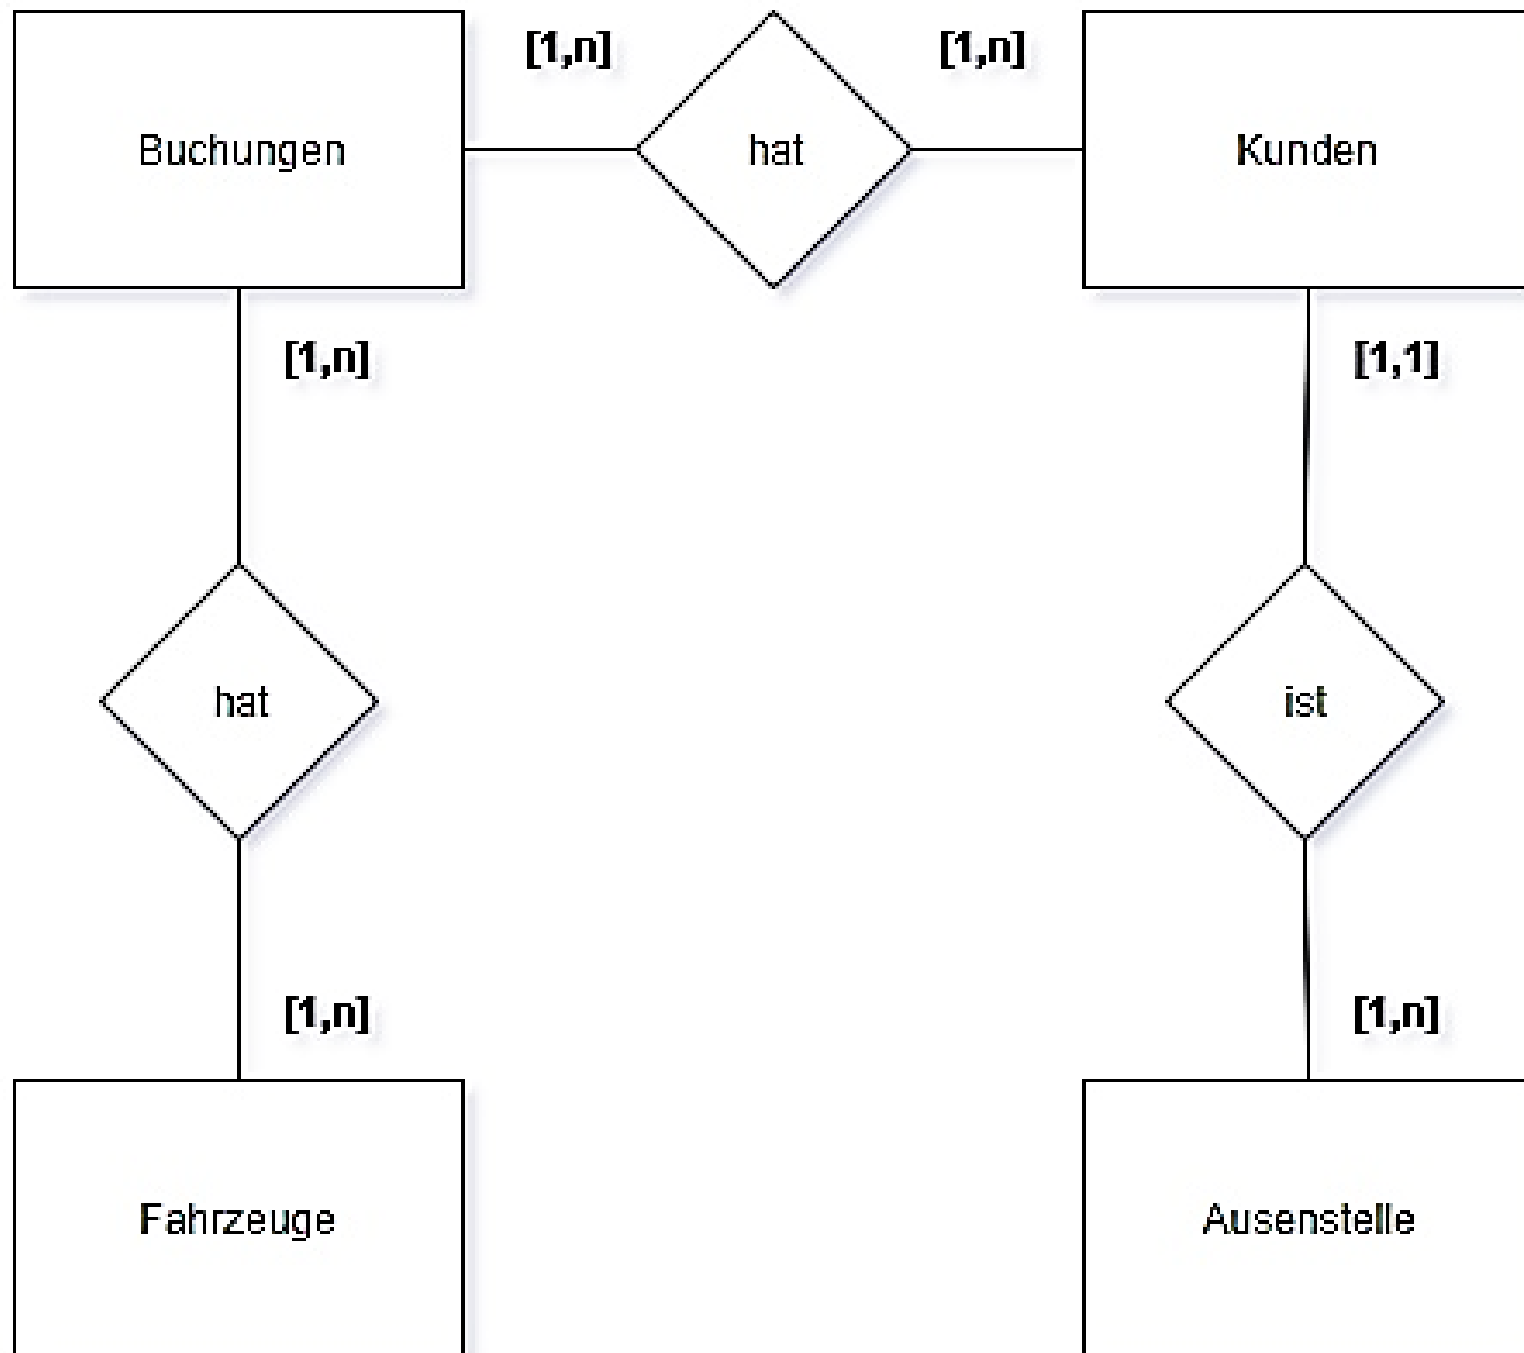 [1,n]
[1,n]
Buchungen
hat
Kunden
[1,n]
[1,1]
hat
ist
[1,n]
[1,n]
Fahrzeuge
Ausenstelle